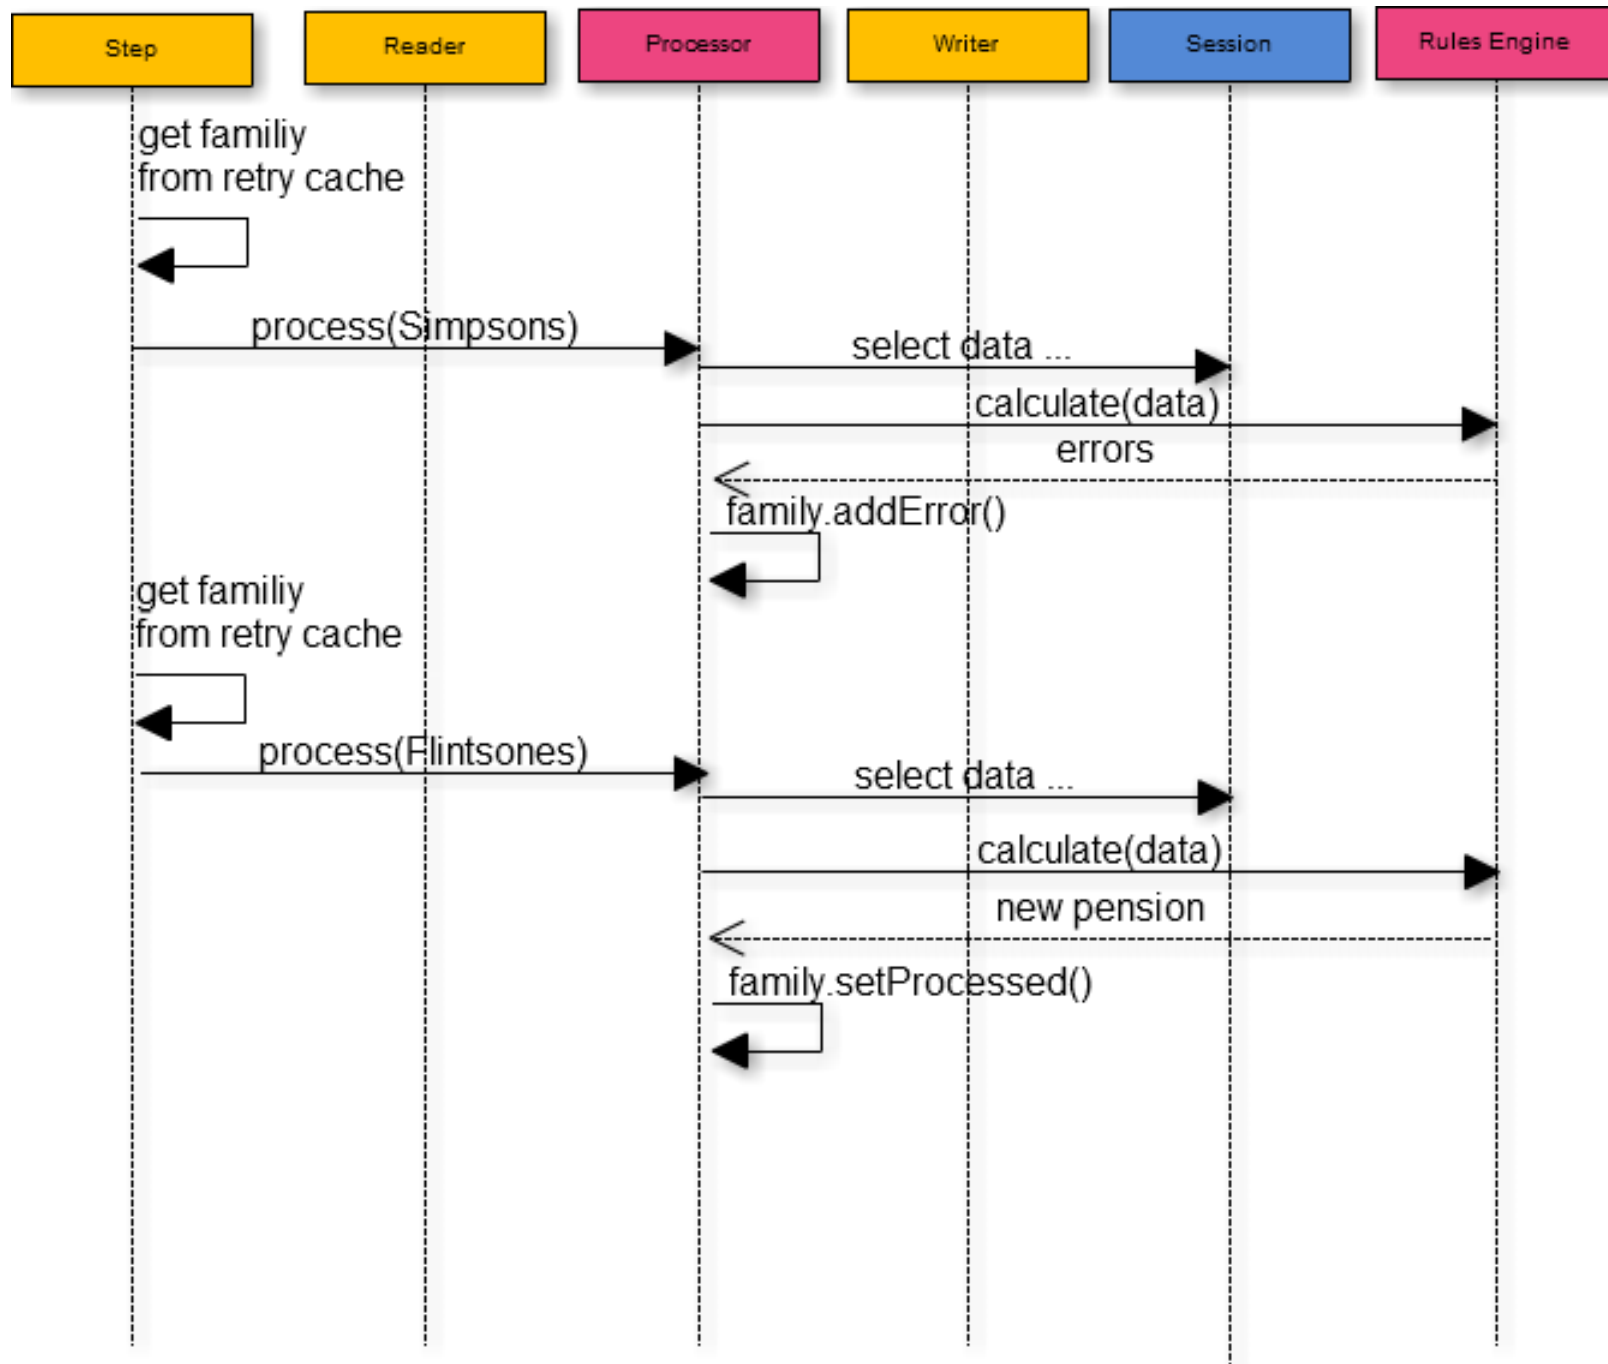 Step
Reader
Processor
Writer
Session
Rules Engine
get familiy
from retry cache
process(Simpsons)
select data ...
calculate(data)
errors
family.addError()
get familiy
from retry cache
process(Flintsones)
select data ...
calculate(data)
new pension
family.setProcessed()